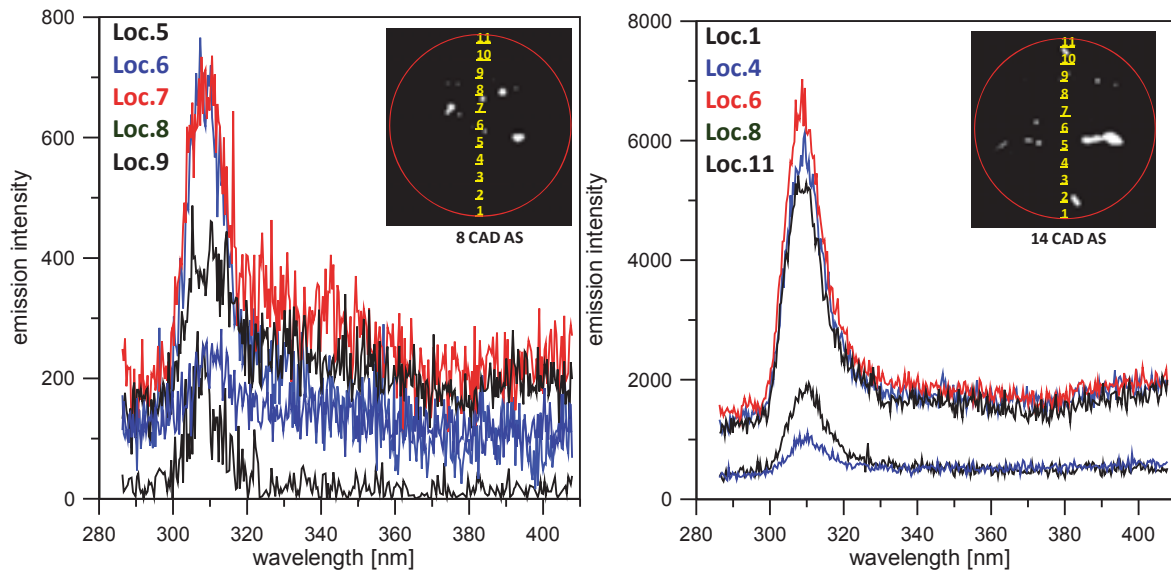 Loc.5
Loc.6
Loc.7
Loc.8
Loc.9
11
10
9
8
7
6
5
4
3
2
1
8 CAD AS
800
600
400
200
0
emission intensity
280 300 320 340 360 380 400
wavelength [nm]
Loc.1
Loc.4
Loc.6
Loc.8
Loc.11
11
10
9
8
7
6
5
4
3
2
1
14 CAD AS
8000
6000
4000
2000
0
emission intensity
280 300 320 340 360 380 400
wavelength [nm]